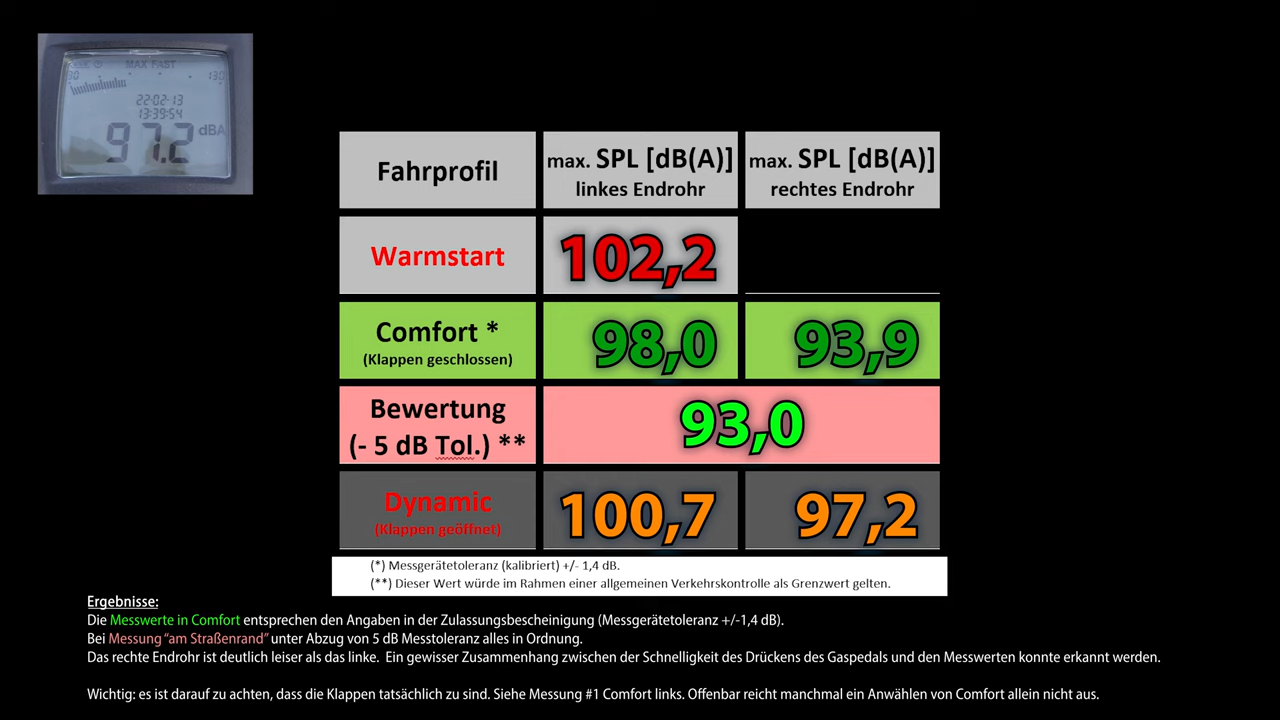 MAX FAST
30 130
22-02-13
13:39:54
97.2 dBA
Fahrprofil
max. SPL [dB(A)]
linkes Endrohr
max. SPL [dB(A)]
rechtes Endrohr
Warmstart
102,2
Comfort *
(Klappen geschlossen)
98,0
93,9
Bewertung
(- 5 dB Tol.) **
93,0
Dynamic
(Klappen geöffnet)
100,7
97,2
(*) Messgerätetoleranz (kalibriert) +/- 1,4 dB.
(**) Dieser Wert würde im Rahmen einer allgemeinen Verkehrskontrolle als Grenzwert gelten.
Ergebnisse:
Die Messwerte in Comfort entsprechen den Angaben in der Zulassungsbescheinigung (Messgerätetoleranz +/-1,4 dB).
Bei Messung "am Straßenrand" unter Abzug von 5 dB Messtoleranz alles in Ordnung.
Das rechte Endrohr ist deutlich leiser als das linke. Ein gewisser Zusammenhang zwischen der Schnelligkeit des Drückens des Gaspedals und den Messwerten konnte erkannt werden.
Wichtig: es ist darauf zu achten, dass die Klappen tatsächlich zu sind. Siehe Messung #1 Comfort links. Offenbar reicht manchmal ein Anwählen von Comfort allein nicht aus.